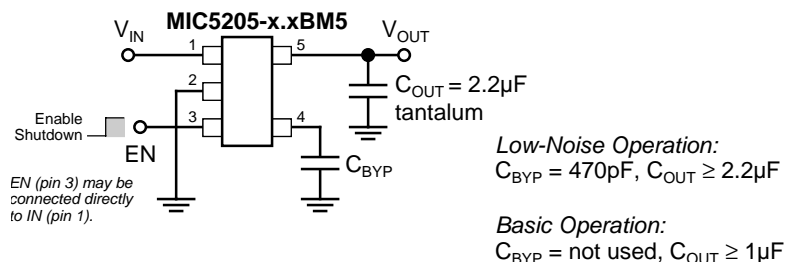 MIC5205-x.xBM5
V_IN
V_OUT
1
5
2
C_OUT = 2.2µF
tantalum
Enable
Shutdown
3
4
EN
C_BYP
EN (pin 3) may be
connected directly
to IN (pin 1).
Low-Noise Operation:
C_BYP = 470pF, C_OUT ≥ 2.2µF
Basic Operation:
C_BYP = not used, C_OUT ≥ 1µF